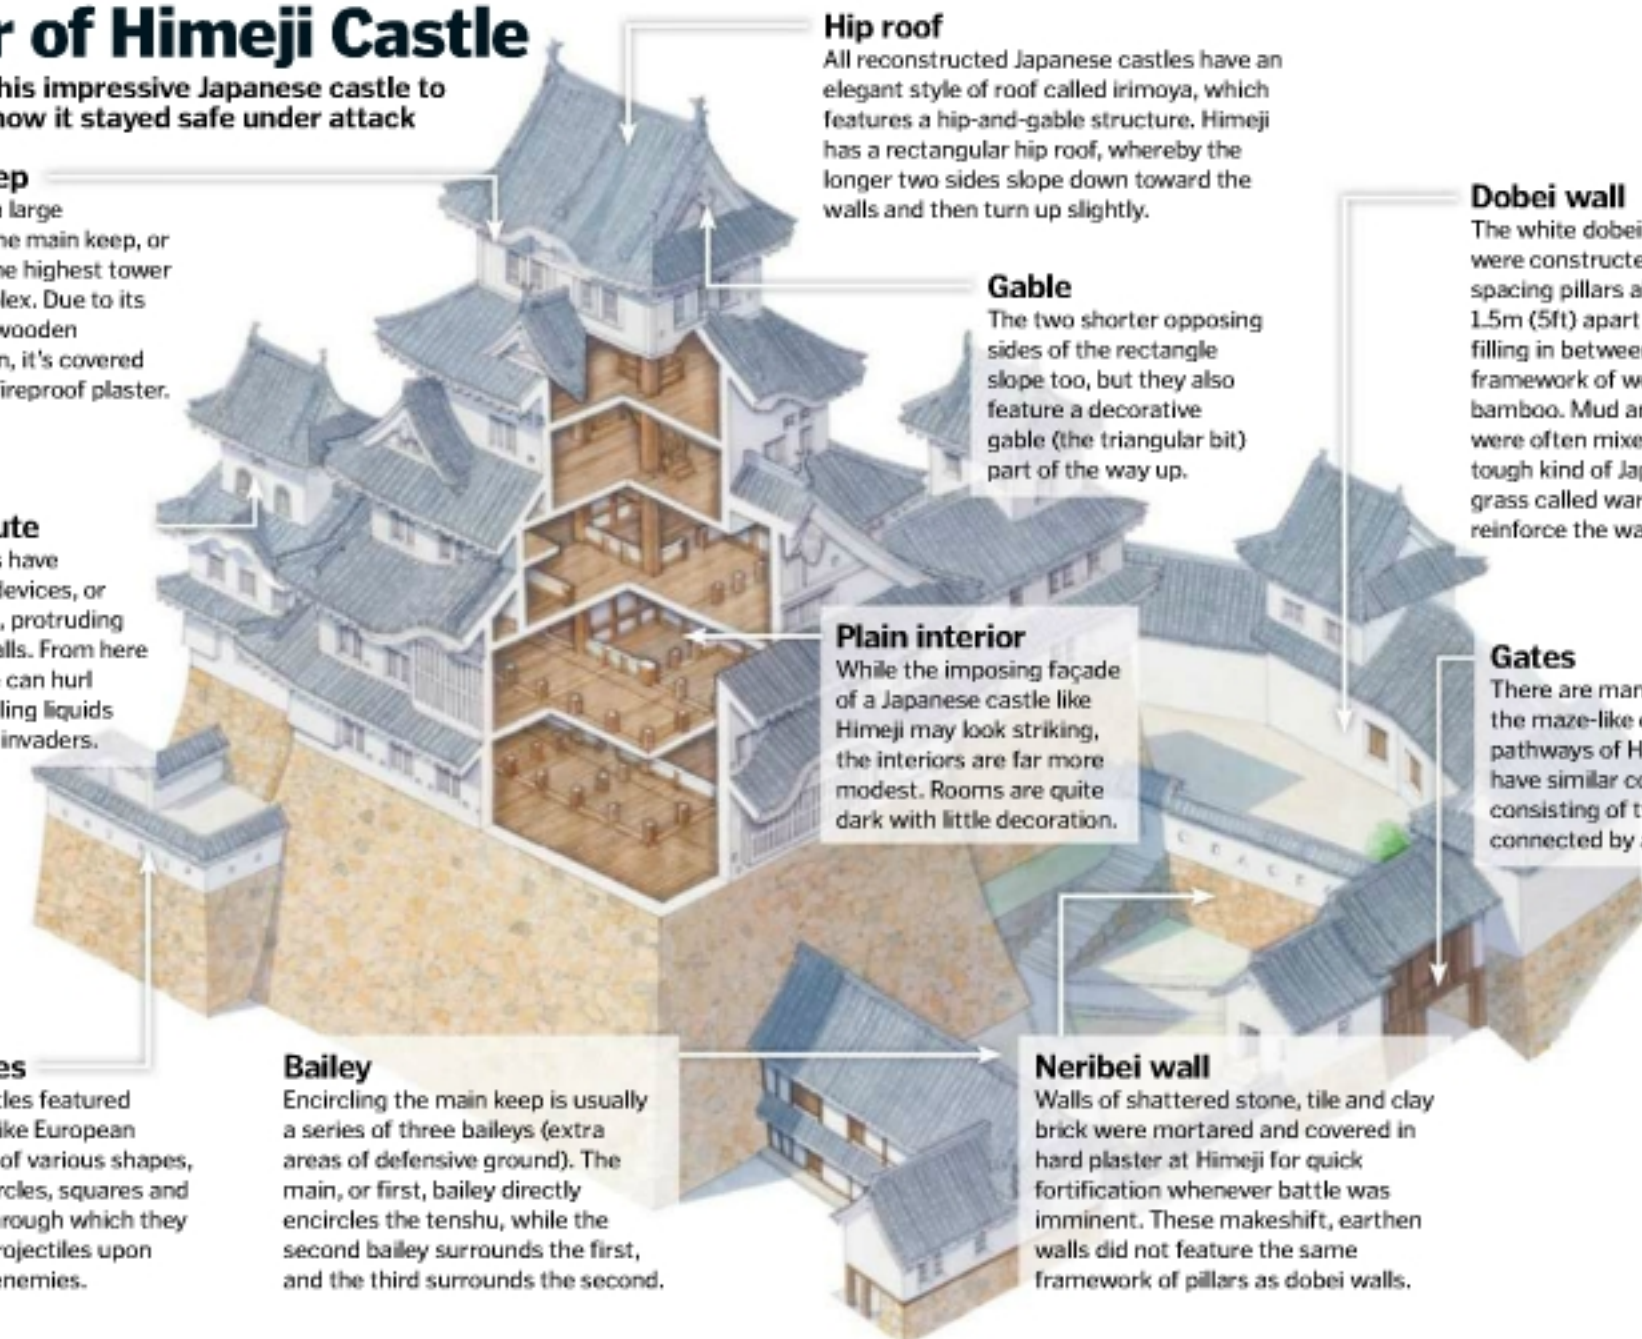 r of Himeji Castle
his impressive Japanese castle to
how it stayed safe under attack
ep
large
he main keep, or
he highest tower
lex. Due to its
wooden
n, it's covered
fireproof plaster.
ute
s have
devices, or
, protruding
alls. From here
can hurl
ling liquids
invaders.
es
tles featured
ike European
of various shapes,
rcles, squares and
hrough which they
rojectiles upon
enemies.
Hip roof
All reconstructed Japanese castles have an
elegant style of roof called irimoya, which
features a hip-and-gable structure. Himeji
has a rectangular hip roof, whereby the
longer two sides slope down toward the
walls and then turn up slightly.
Gable
The two shorter opposing
sides of the rectangle
slope too, but they also
feature a decorative
gable (the triangular bit)
part of the way up.
Plain interior
While the imposing façade
of a Japanese castle like
Himeji may look striking,
the interiors are far more
modest. Rooms are quite
dark with little decoration.
Dobei wall
The white dobei
were constructe
spacing pillars a
1.5m (5ft) apart
filling in betwee
framework of w
bamboo. Mud a
were often mixe
tough kind of Ja
grass called war
reinforce the wa
Gates
There are mar
the maze-like
pathways of H
have similar co
consisting of t
connected by
Bailey
Encircling the main keep is usually
a series of three baileys (extra
areas of defensive ground). The
main, or first, bailey directly
encircles the tenshu, while the
second bailey surrounds the first,
and the third surrounds the second.
Neribei wall
Walls of shattered stone, tile and clay
brick were mortared and covered in
hard plaster at Himeji for quick
fortification whenever battle was
imminent. These makeshift, earthen
walls did not feature the same
framework of pillars as dobei walls.